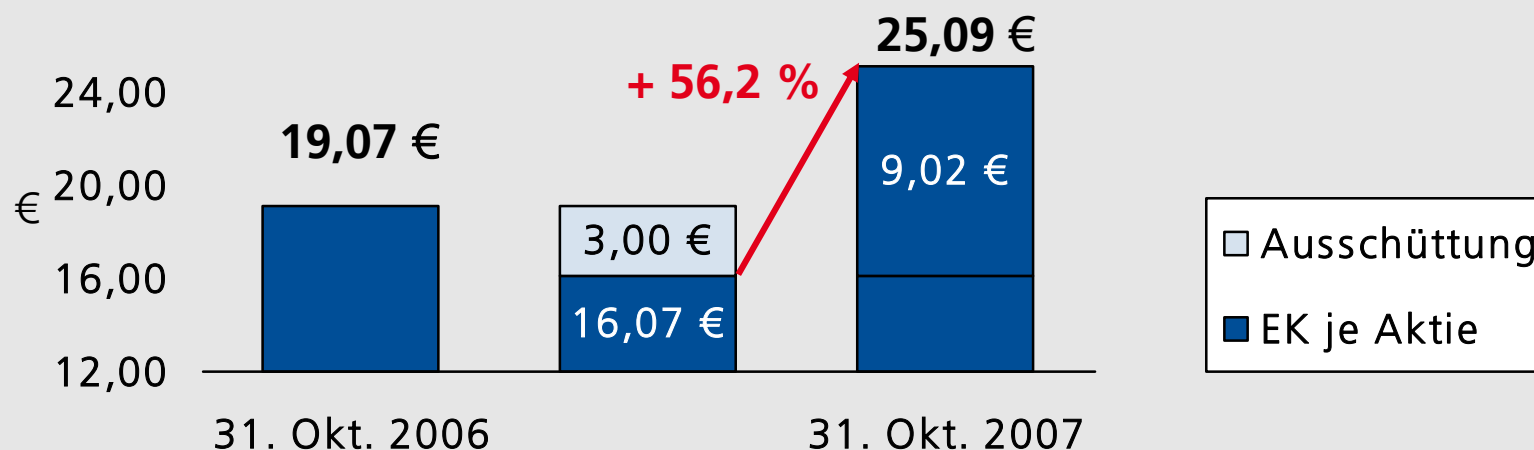 25,09 €
+ 56,2 %
24,00
19,07 €
9,02 €
20,00
€
3,00 €
Ausschüttung
16,00
16,07 €
EK je Aktie
12,00
31. Okt. 2006
31. Okt. 2007